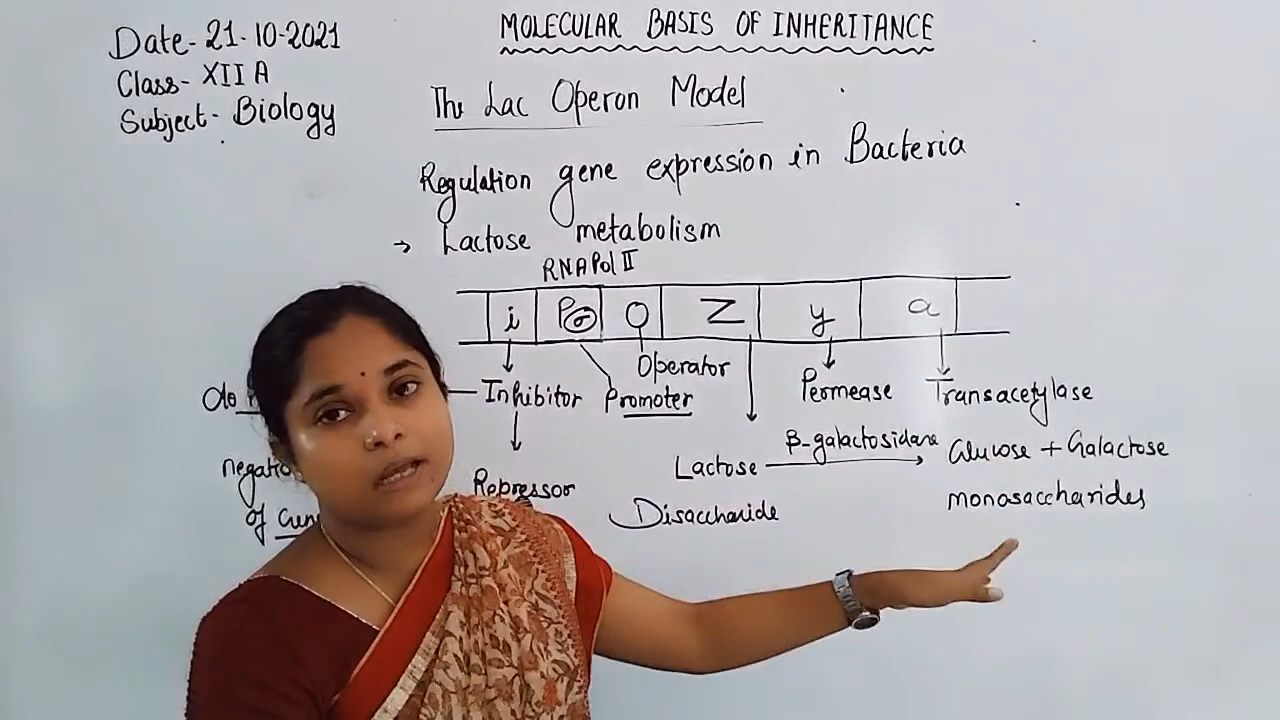 Date- 21-10-2021
Class- XII A
Subject- Biology
MOLECULAR BASIS OF INHERITANCE
The Lac Operon Model
Regulation gene expression in Bacteria
→ Lactose metabolism
RNA Pol II
i P σ O Z y a
Operator
Inhibitor Promoter Permease Transacetylase
β-galactosidase
Lactose → Glucose + Galactose
Repressor
Disaccharide monosaccharides
of